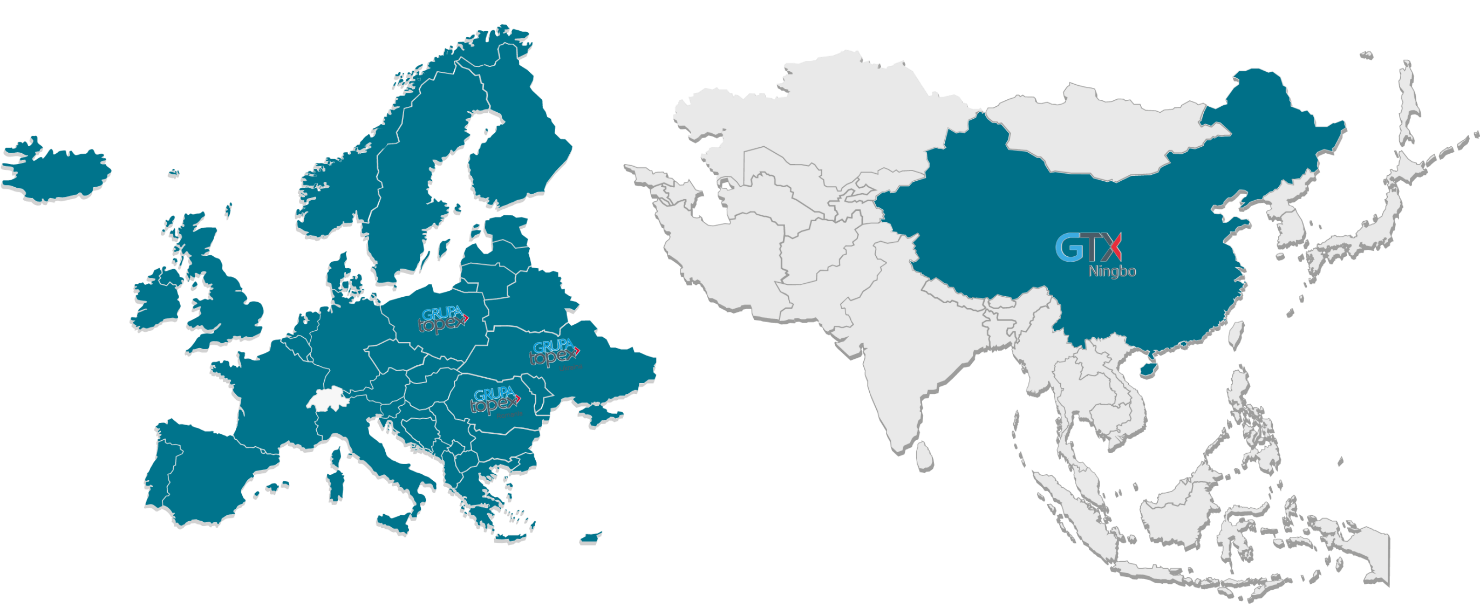 GRUPA
topex
GRUPA
topex
GRUPA
topex
GTX
Ningbo